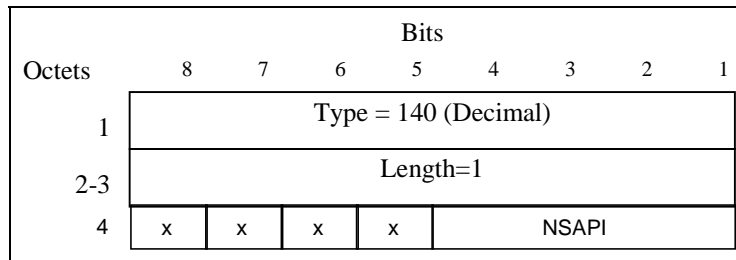 Bits
Octets 8 7 6 5 4 3 2 1
1 Type = 140 (Decimal)
2-3 Length=1
4 x x x x NSAPI